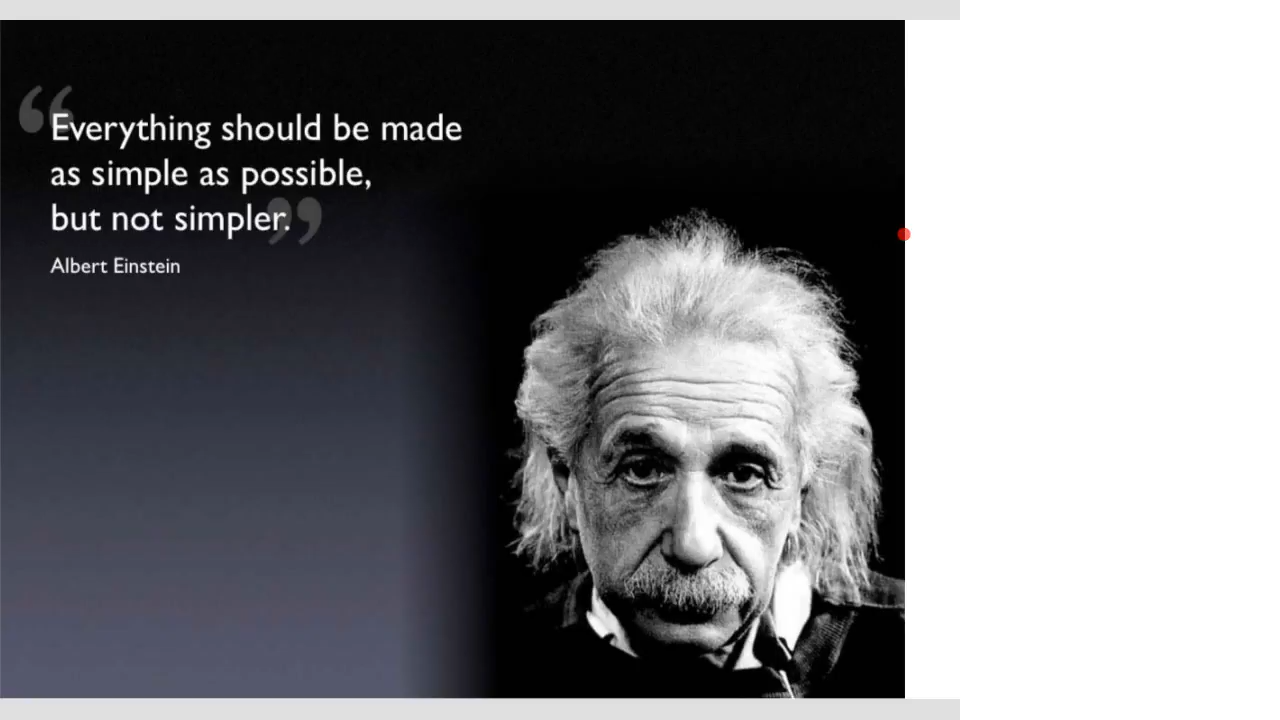 “Everything should be made
as simple as possible,
but not simpler.”
Albert Einstein